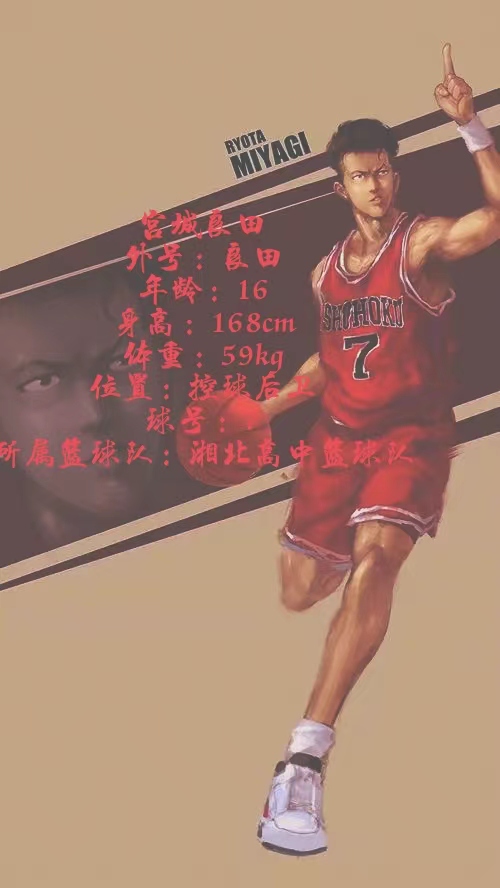 RYOTA
MIYAGI
宫城良田
外号：良田
年龄：16
身高：168cm
体重：59kg
位置：控球后卫
球号：
所属篮球队：湘北高中篮球队
SHOHOKU
7